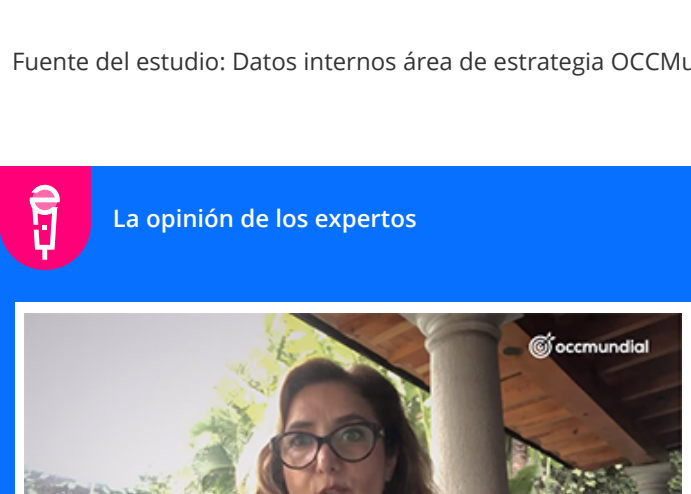 Fuente del estudio: Datos internos área de estrategia
La opinión de los expertos
occmundial